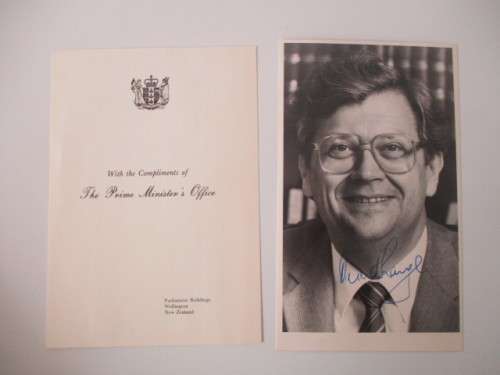 With the Compliments of
The Prime Minister's Office
Parliament Buildings,
Wellington
New Zealand